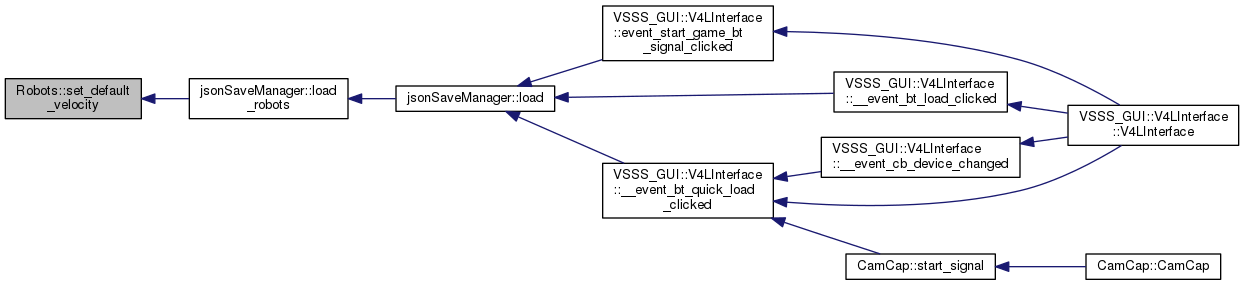 Robots::set_default
_velocity
jsonSaveManager::load
_robots
jsonSaveManager::load
VSSS_GUI::V4LInterface
::event_start_game_bt
_signal_clicked
VSSS_GUI::V4LInterface
::__event_bt_load_clicked
VSSS_GUI::V4LInterface
::__event_cb_device_changed
VSSS_GUI::V4LInterface
::__event_bt_quick_load
_clicked
VSSS_GUI::V4LInterface
::V4LInterface
CamCap::start_signal
CamCap::CamCap